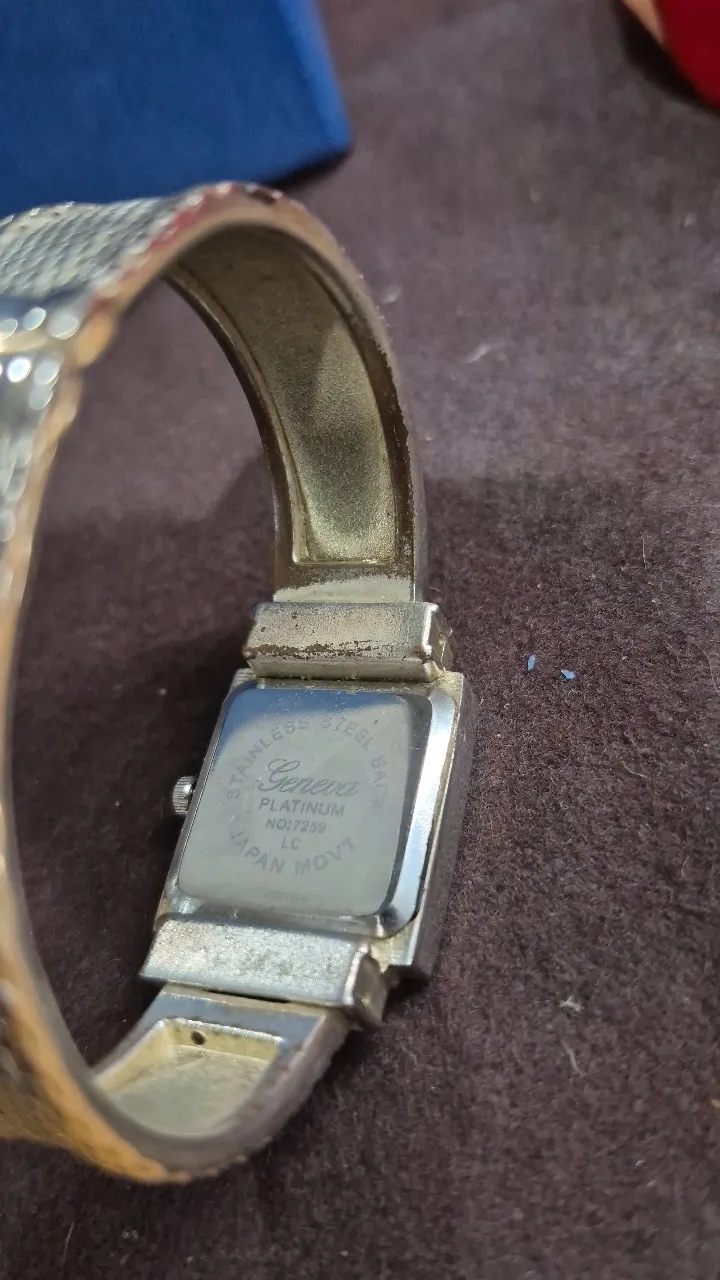 STAINLESS STEEL BACK
Geneva
PLATINUM
NO:7259
LC
JAPAN MOVT